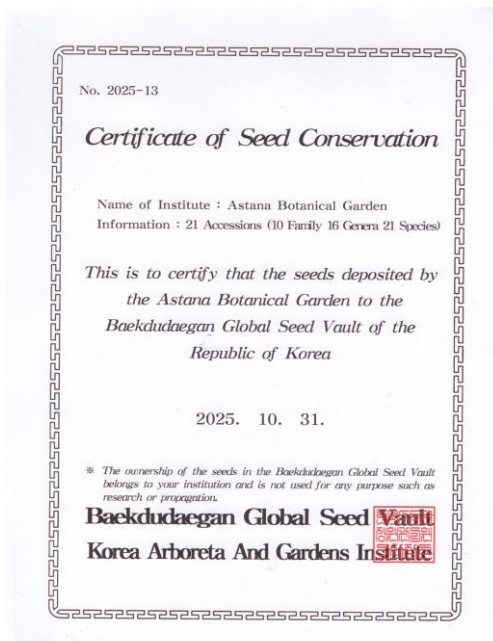 No. 2025-13
Certificate of Seed Conservation
Name of Institute : Astana Botanical Garden
Information : 21 Accessions (10 Family 16 Genera 21 Species)
This is to certify that the seeds deposited by
the Astana Botanical Garden to the
Baekdudaegan Global Seed Vault of the
Republic of Korea
2025. 10. 31.
※ The ownership of the seeds in the Baekdudaegan Global Seed Vault
belongs to your institution and is not used for any purpose such as
research or propagation.
Baekdudaegan Global Seed Vault
Korea Arboreta And Gardens Institute